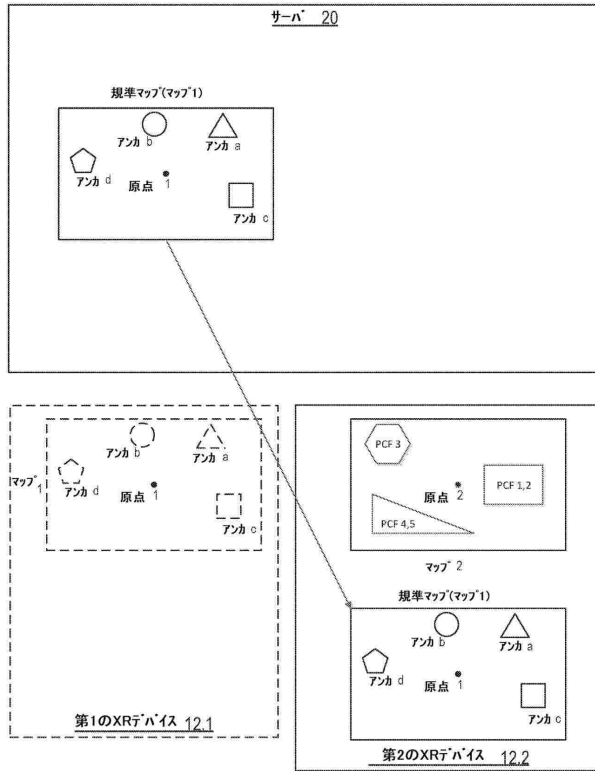 サーバ 20
規準マップ(マップ1)
アンカ b
アンカ a
アンカ d
原点 1
アンカ c
マップ 1
アンカ b
アンカ a
アンカ d
原点 1
アンカ c
第1のXRデバイス 12.1
PCF 3
原点 2
PCF 1,2
PCF 4,5
マップ 2
規準マップ(マップ1)
アンカ b
アンカ a
アンカ d
原点 1
アンカ c
第2のXRデバイス 12.2